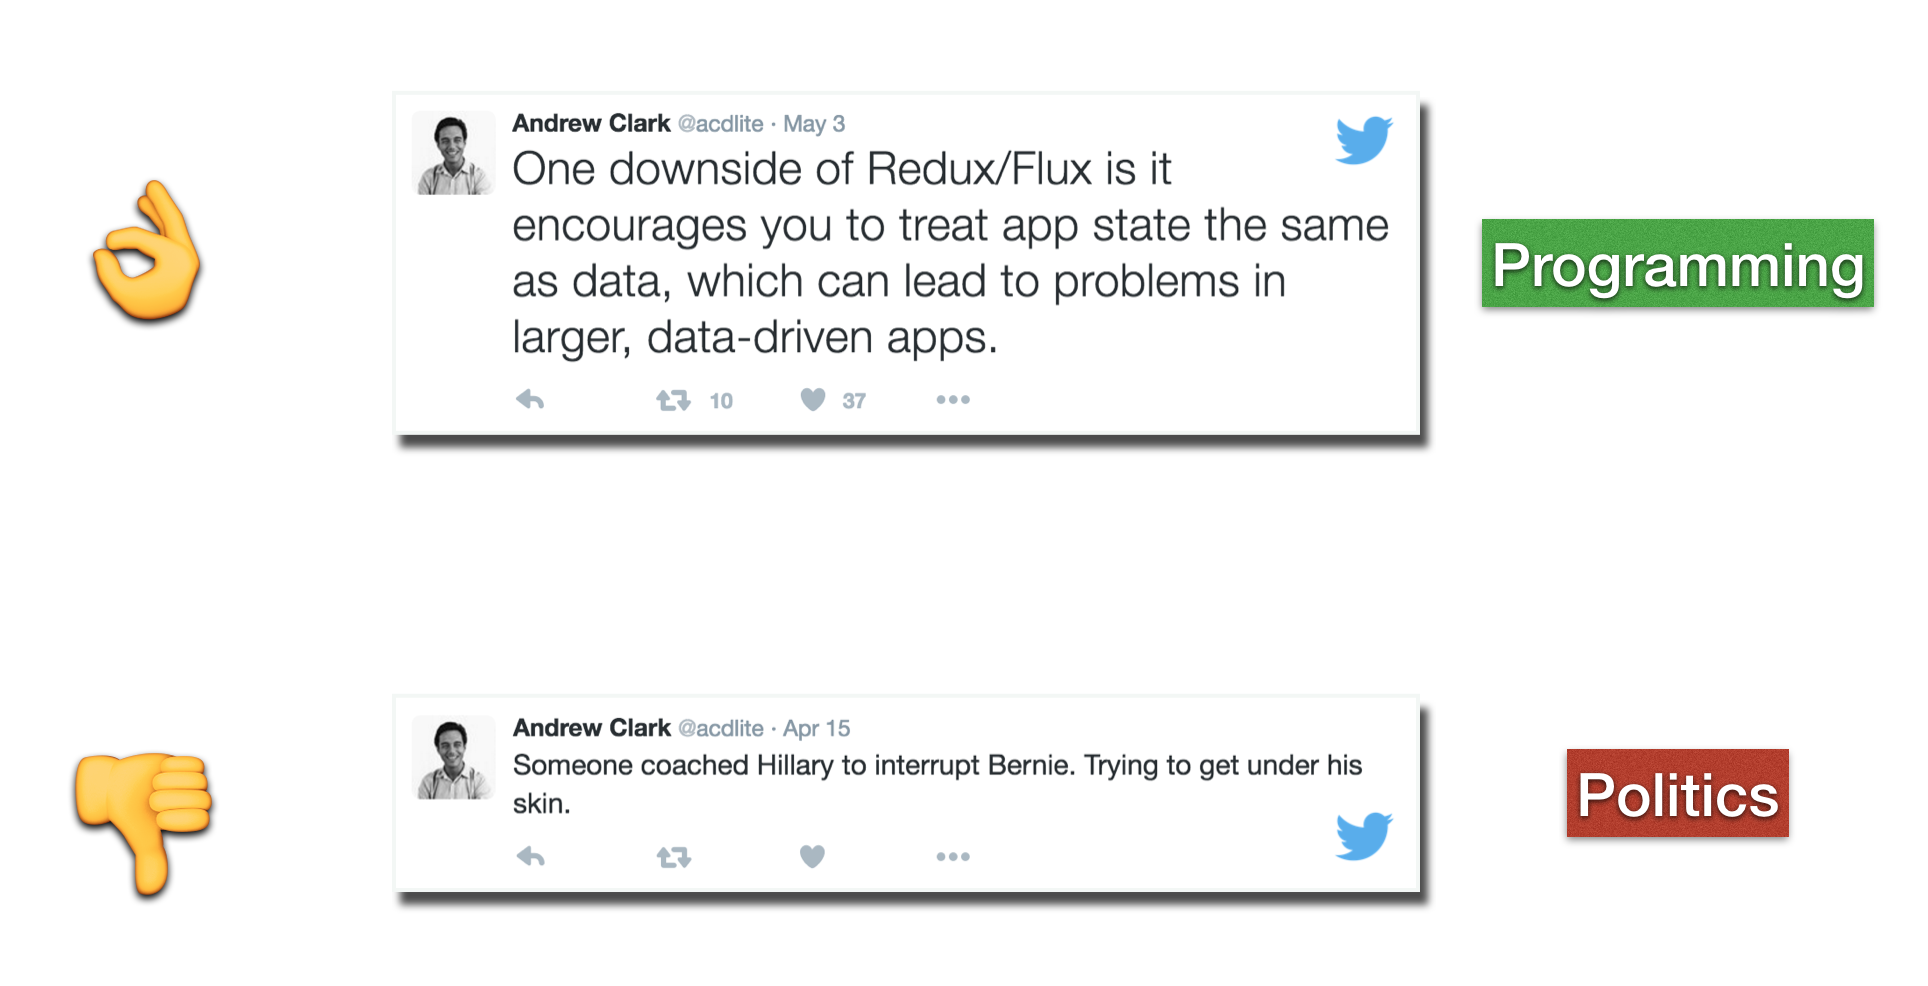 Andrew Clark @acdlite · May 3
One downside of Redux/Flux is it
encourages you to treat app state the same
as data, which can lead to problems in
larger, data-driven apps.
10 37
Programming
Andrew Clark @acdlite · Apr 15
Someone coached Hillary to interrupt Bernie. Trying to get under his
skin.
Politics